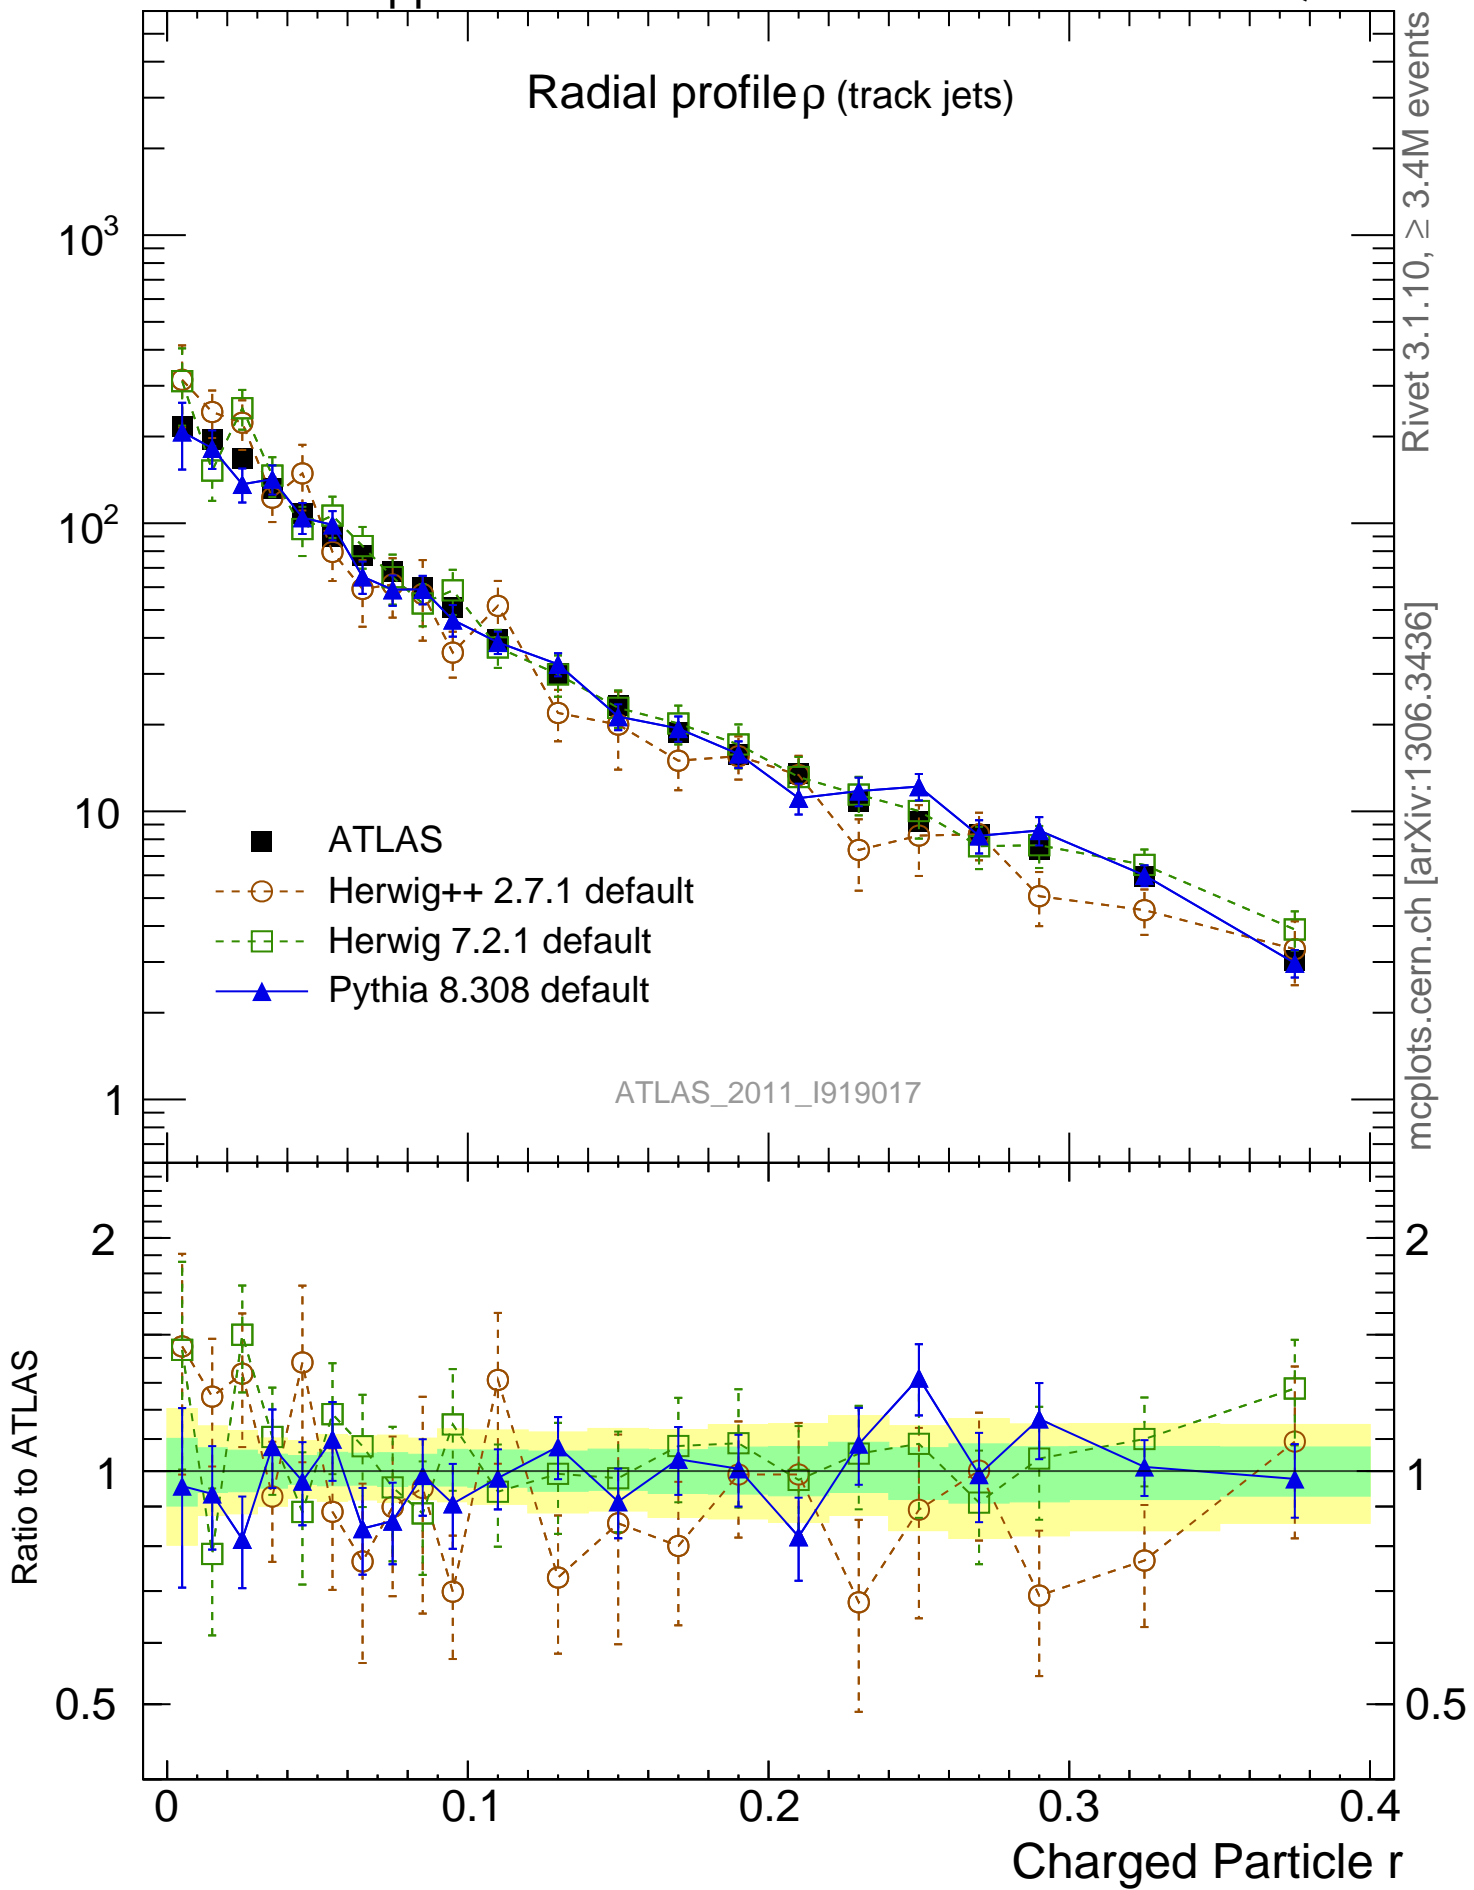 Radial profile ρ (track jets)
10³
10²
10
1
ATLAS
Herwig++ 2.7.1 default
Herwig 7.2.1 default
Pythia 8.308 default
ATLAS_2011_I919017
Rivet 3.1.10, ≥ 3.4M events
mcplots.cern.ch [arXiv:1306.3436]
Ratio to ATLAS
2
1
0.5
2
1
0.5
0 0.1 0.2 0.3 0.4
Charged Particle r